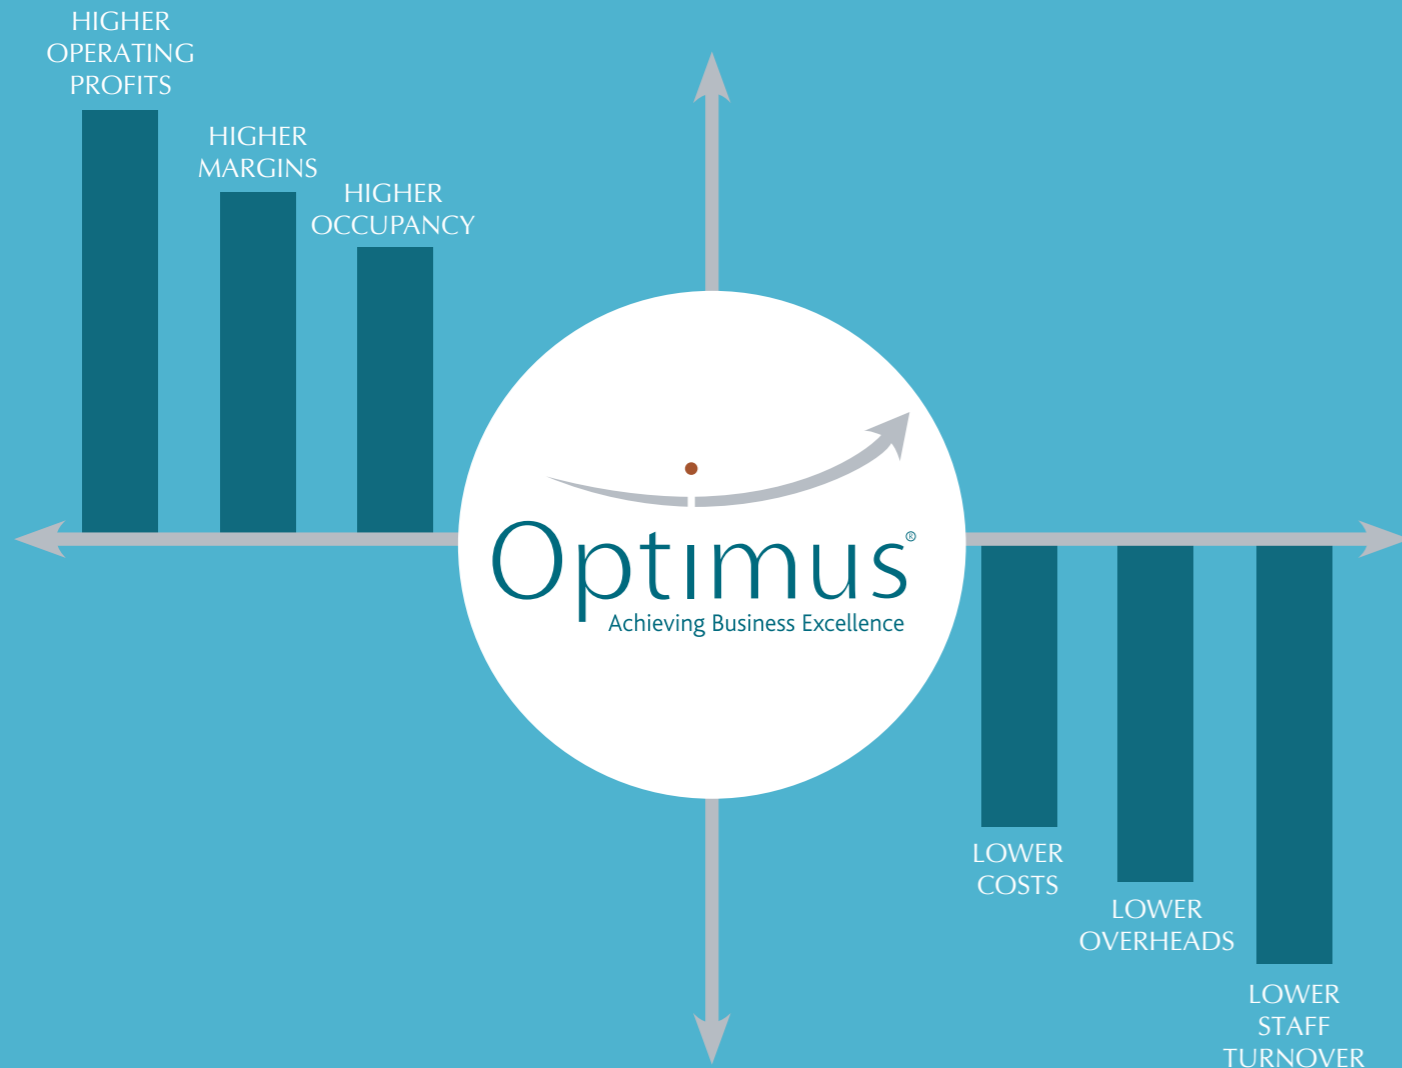 HIGHER
OPERATING
PROFITS
HIGHER
MARGINS
HIGHER
OCCUPANCY
Optimus®
Achieving Business Excellence
LOWER
COSTS
LOWER
OVERHEADS
LOWER
STAFF
TURNOVER